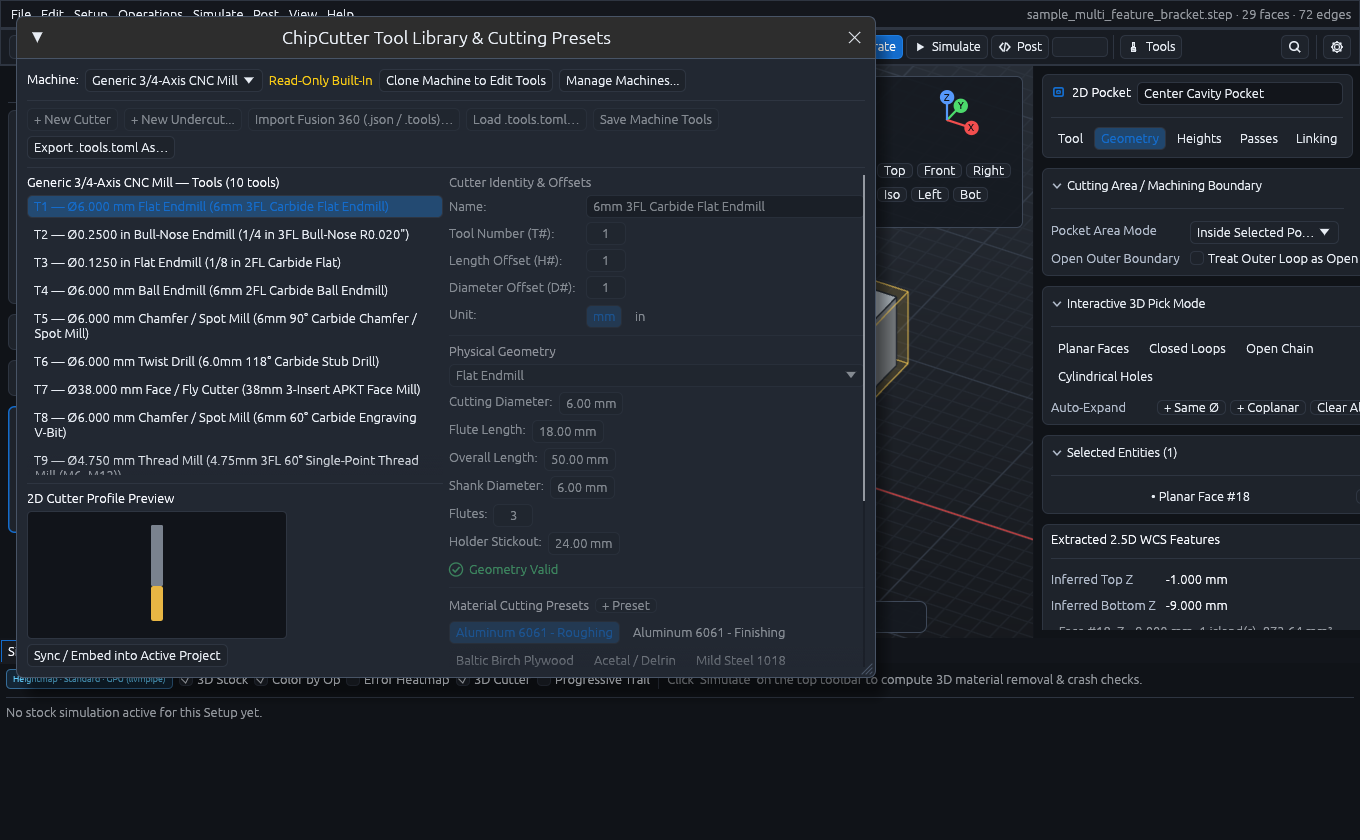 File Edit Setup Operations Simulate Post View Help
sample_multi_feature_bracket.step · 29 faces · 72 edges
ChipCutter Tool Library & Cutting Presets
Simulate
Post
Tools
Machine: Generic 3/4-Axis CNC Mill Read-Only Built-In Clone Machine to Edit Tools Manage Machines...
+ New Cutter + New Undercut... Import Fusion 360 (.json / .tools)... Load .tools.toml... Save Machine Tools
Export .tools.toml As...
Generic 3/4-Axis CNC Mill — Tools (10 tools)
T1 — Ø6.000 mm Flat Endmill (6mm 3FL Carbide Flat Endmill)
T2 — Ø0.2500 in Bull-Nose Endmill (1/4 in 3FL Bull-Nose R0.020")
T3 — Ø0.1250 in Flat Endmill (1/8 in 2FL Carbide Flat)
T4 — Ø6.000 mm Ball Endmill (6mm 2FL Carbide Ball Endmill)
T5 — Ø6.000 mm Chamfer / Spot Mill (6mm 90° Carbide Chamfer /
Spot Mill)
T6 — Ø6.000 mm Twist Drill (6.0mm 118° Carbide Stub Drill)
T7 — Ø38.000 mm Face / Fly Cutter (38mm 3-Insert APKT Face Mill)
T8 — Ø6.000 mm Chamfer / Spot Mill (6mm 60° Carbide Engraving
V-Bit)
T9 — Ø4.750 mm Thread Mill (4.75mm 3FL 60° Single-Point Thread
2D Cutter Profile Preview
Sync / Embed into Active Project
Cutter Identity & Offsets
Name: 6mm 3FL Carbide Flat Endmill
Tool Number (T#): 1
Length Offset (H#): 1
Diameter Offset (D#): 1
Unit: mm in
Physical Geometry
Flat Endmill
Cutting Diameter: 6.00 mm
Flute Length: 18.00 mm
Overall Length: 50.00 mm
Shank Diameter: 6.00 mm
Flutes: 3
Holder Stickout: 24.00 mm
Geometry Valid
Material Cutting Presets + Preset
Aluminum 6061 - Roughing Aluminum 6061 - Finishing
Baltic Birch Plywood Acetal / Delrin Mild Steel 1018
Z Y X
Top Front Right
Iso Left Bot
2D Pocket Center Cavity Pocket
Tool Geometry Heights Passes Linking
Cutting Area / Machining Boundary
Pocket Area Mode Inside Selected Po...
Open Outer Boundary Treat Outer Loop as Open
Interactive 3D Pick Mode
Planar Faces Closed Loops Open Chain
Cylindrical Holes
Auto-Expand + Same Ø + Coplanar Clear
Selected Entities (1)
• Planar Face #18
Extracted 2.5D WCS Features
Inferred Top Z -1.000 mm
Inferred Bottom Z -9.000 mm
Heightmap · Standard · GPU (llvmpipe) 3D Stock Color by Op Error Heatmap 3D Cutter Progressive Trail Click 'Simulate' on the top toolbar to compute 3D material removal & crash checks.
No stock simulation active for this Setup yet.